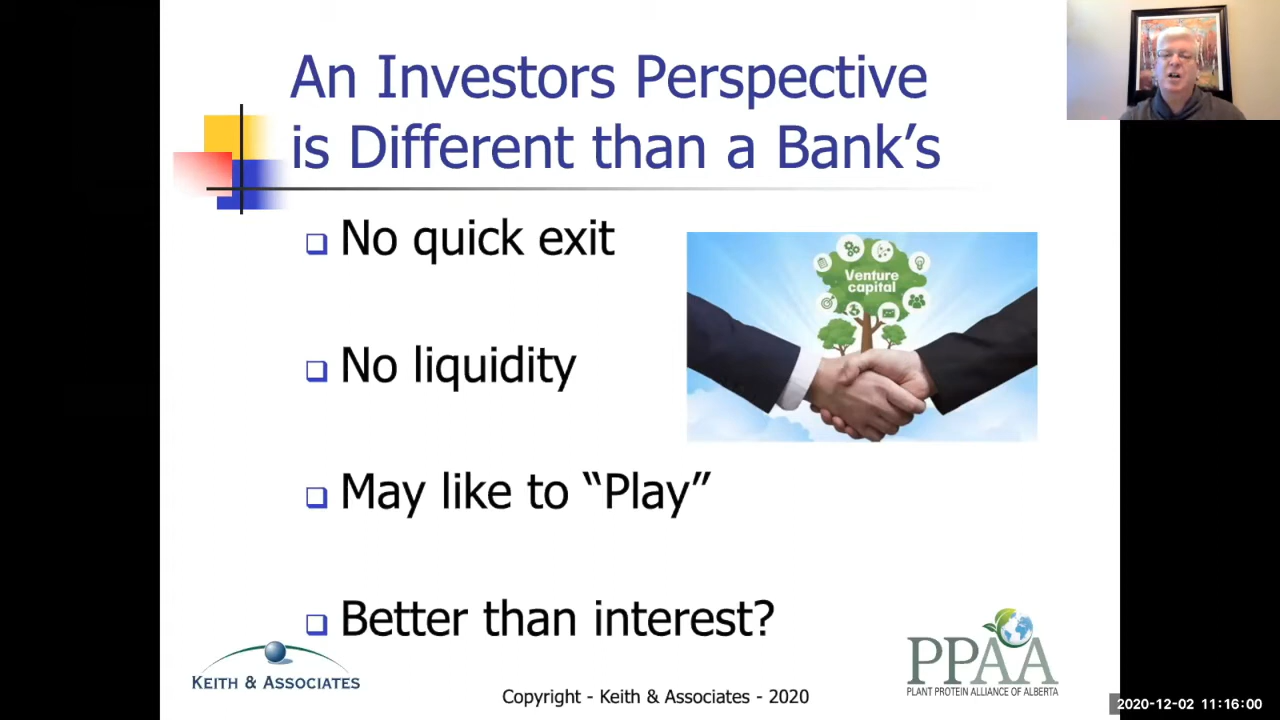 An Investors Perspective
is Different than a Bank’s
No quick exit
Venture
capital
No liquidity
May like to “Play”
Better than interest?
KEITH & ASSOCIATES
PPAA
PLANT PROTEIN ALLIANCE OF ALBERTA
Copyright - Keith & Associates - 2020
2020-12-02 11:16:00